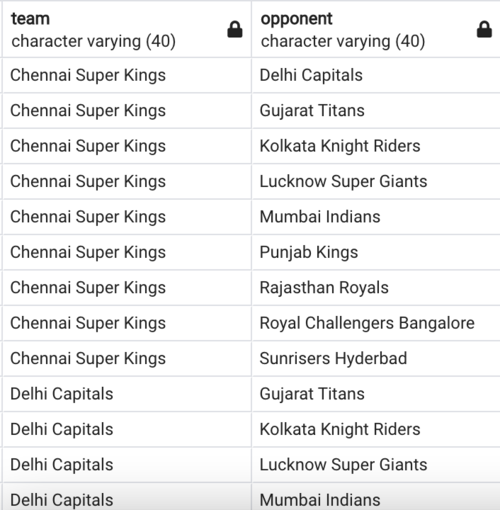 team opponent
character varying (40) character varying (40)
Chennai Super Kings Delhi Capitals
Chennai Super Kings Gujarat Titans
Chennai Super Kings Kolkata Knight Riders
Chennai Super Kings Lucknow Super Giants
Chennai Super Kings Mumbai Indians
Chennai Super Kings Punjab Kings
Chennai Super Kings Rajasthan Royals
Chennai Super Kings Royal Challengers Bangalore
Chennai Super Kings Sunrisers Hyderbad
Delhi Capitals Gujarat Titans
Delhi Capitals Kolkata Knight Riders
Delhi Capitals Lucknow Super Giants
Delhi Capitals Mumbai Indians